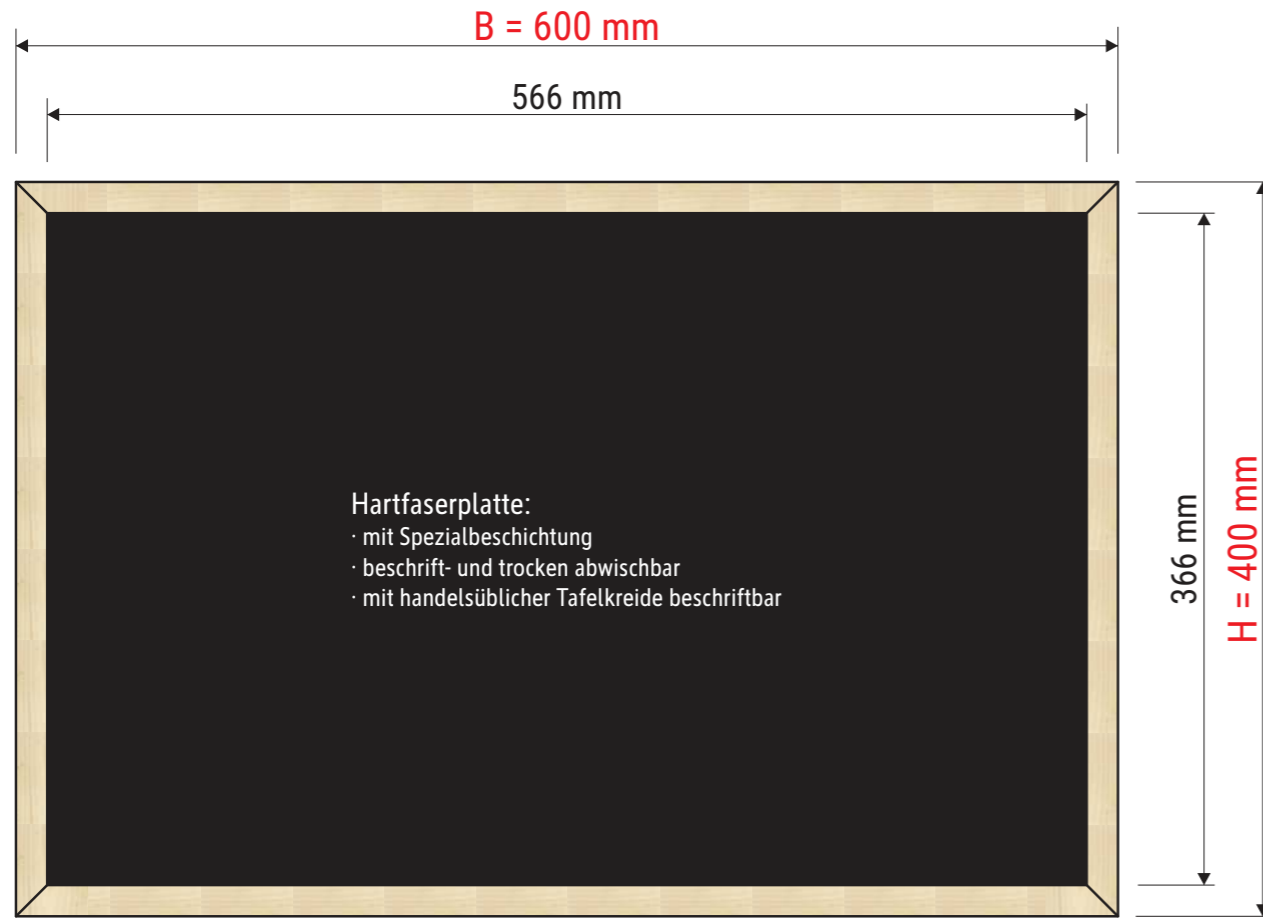 B = 600 mm
566 mm
Hartfaserplatte:
· mit Spezialbeschichtung
· beschrift- und trocken abwischbar
· mit handelsüblicher Tafelkreide beschriftbar
366 mm
H = 400 mm